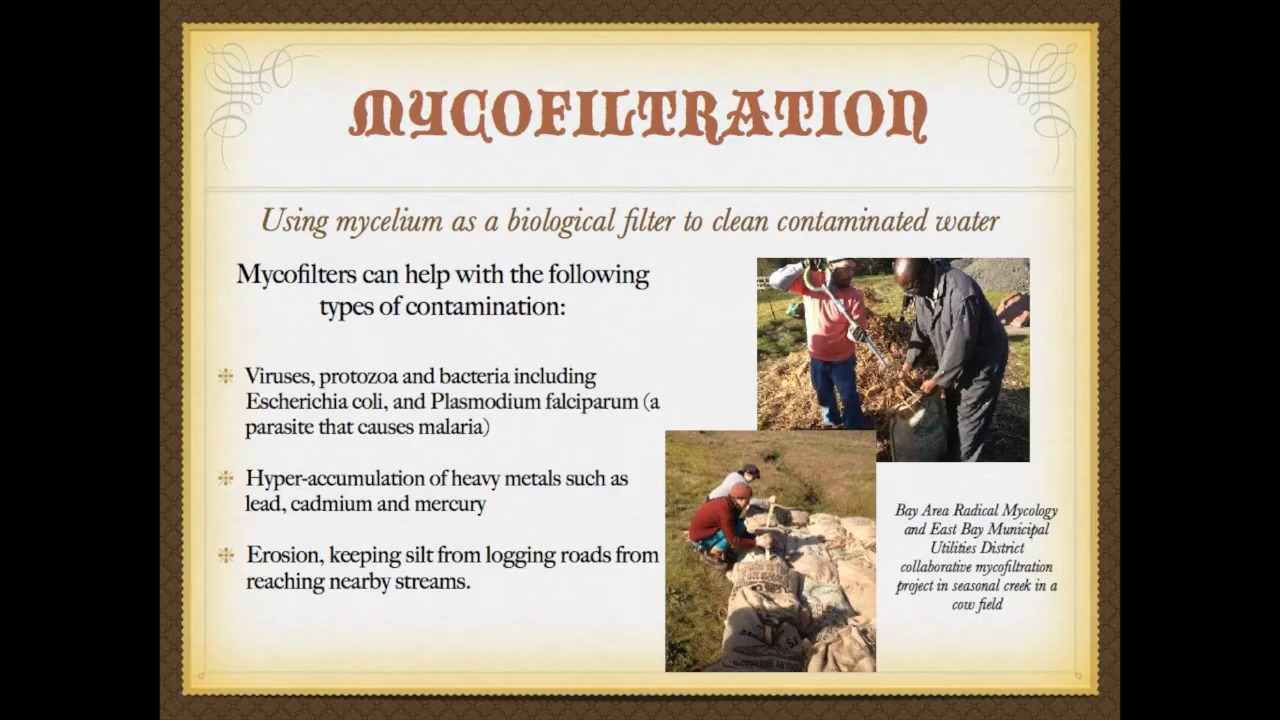 MYCOFILTRATION
Using mycelium as a biological filter to clean contaminated water
Mycofilters can help with the following
types of contamination:
Viruses, protozoa and bacteria including
Escherichia coli, and Plasmodium falciparum (a
parasite that causes malaria)
Hyper-accumulation of heavy metals such as
lead, cadmium and mercury
Erosion, keeping silt from logging roads from
reaching nearby streams.
Bay Area Radical Mycology
and East Bay Municipal
Utilities District
collaborative mycofiltration
project in seasonal creek in a
cow field